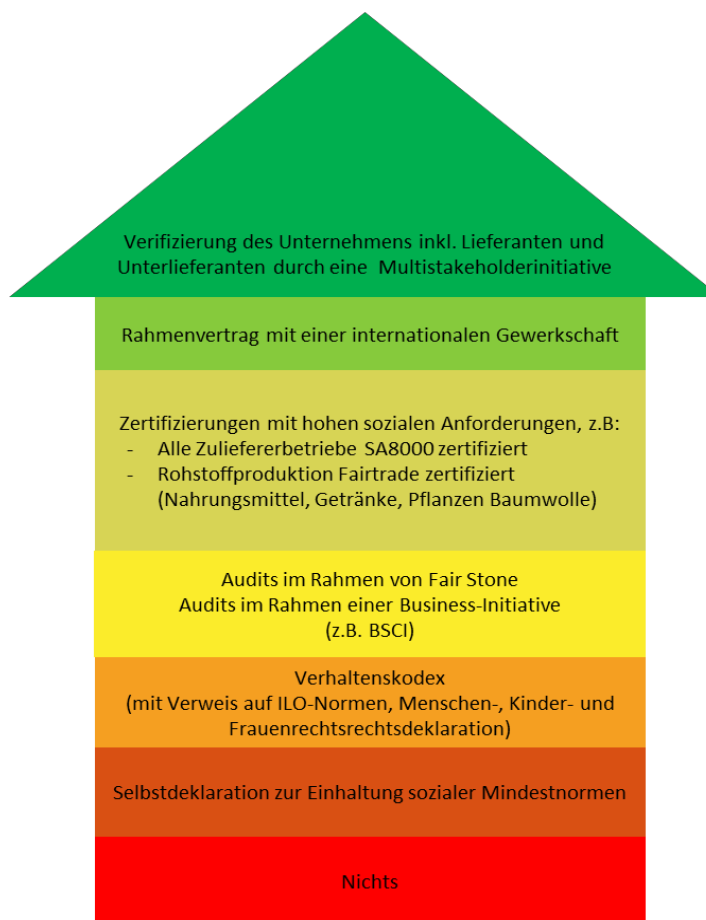 Verifizierung des Unternehmens inkl. Lieferanten und
Unterlieferanten durch eine Multistakeholderinitiative
Rahmenvertrag mit einer internationalen Gewerkschaft
Zertifizierungen mit hohen sozialen Anforderungen, z.B:
- Alle Zuliefererbetriebe SA8000 zertifiziert
- Rohstoffproduktion Fairtrade zertifiziert
(Nahrungsmittel, Getränke, Pflanzen Baumwolle)
Audits im Rahmen von Fair Stone
Audits im Rahmen einer Business-Initiative
(z.B. BSCI)
Verhaltenskodex
(mit Verweis auf ILO-Normen, Menschen-, Kinder- und
Frauenrechtsrechtsdeklaration)
Selbstdeklaration zur Einhaltung sozialer Mindestnormen
Nichts